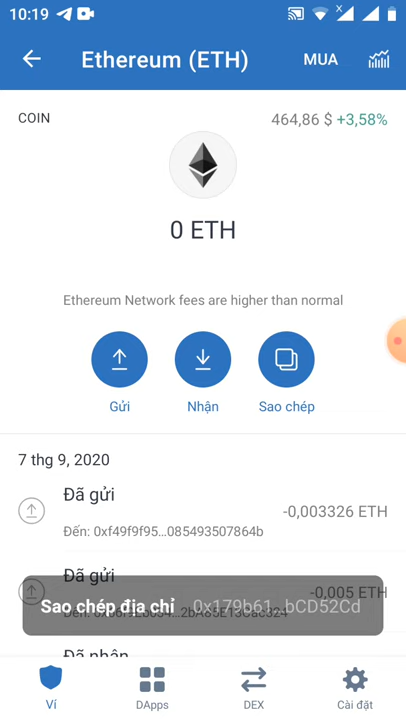 10:19
Ethereum (ETH)
MUA
COIN
464,86 $ +3,58%
0 ETH
Ethereum Network fees are higher than normal
Gửi
Nhận
Sao chép
7 thg 9, 2020
Đã gửi
-0,003326 ETH
Đến: 0xf49f9f95...085493507864b
Đã gửi
-0,005 ETH
Sao chép địa chỉ 0x179b61...bCD52Cd
Đến:
Đã nhận
Ví
DApps
DEX
Cài đặt